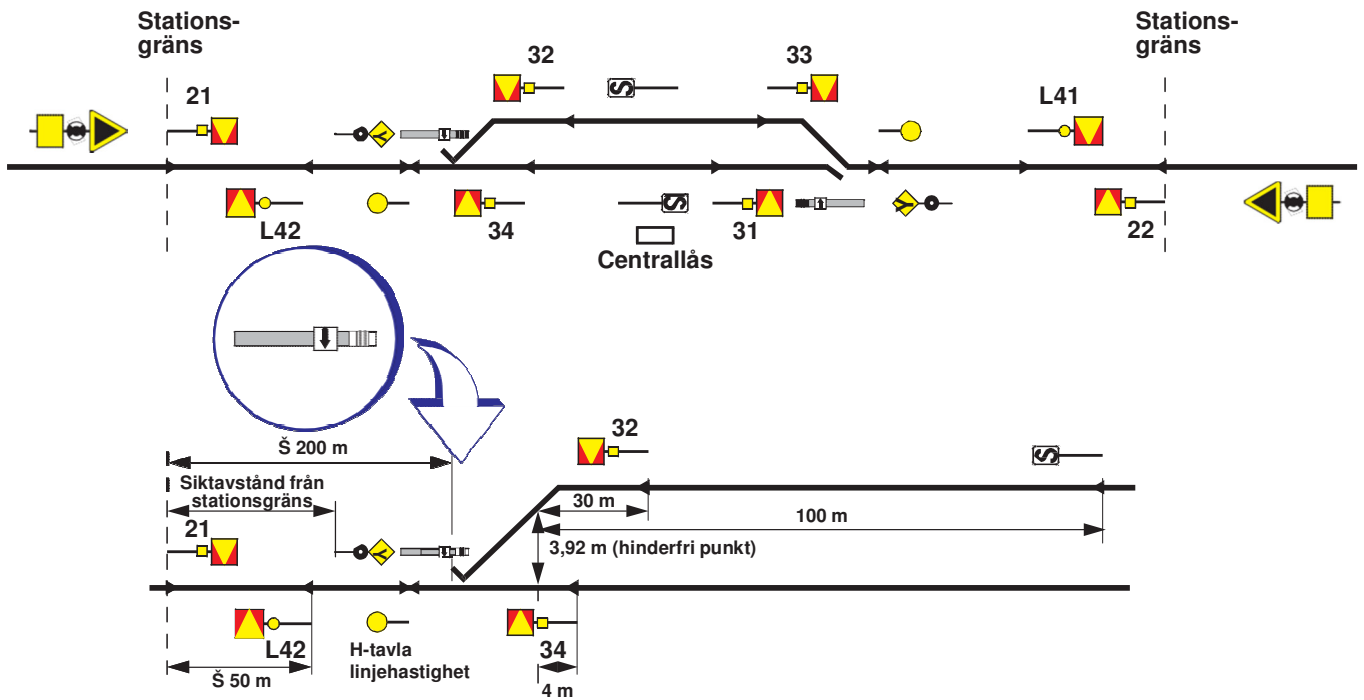 Stations-
gräns
Stations-
gräns
32
33
21
L41
S
Y
L42
34
S
31
Y
22
Centrallås
Š 200 m
32
S
Siktavstånd från
stationsgräns
30 m
100 m
21
Y
3,92 m (hinderfri punkt)
L42
H-tavla
linjehastighet
34
Š 50 m
4 m